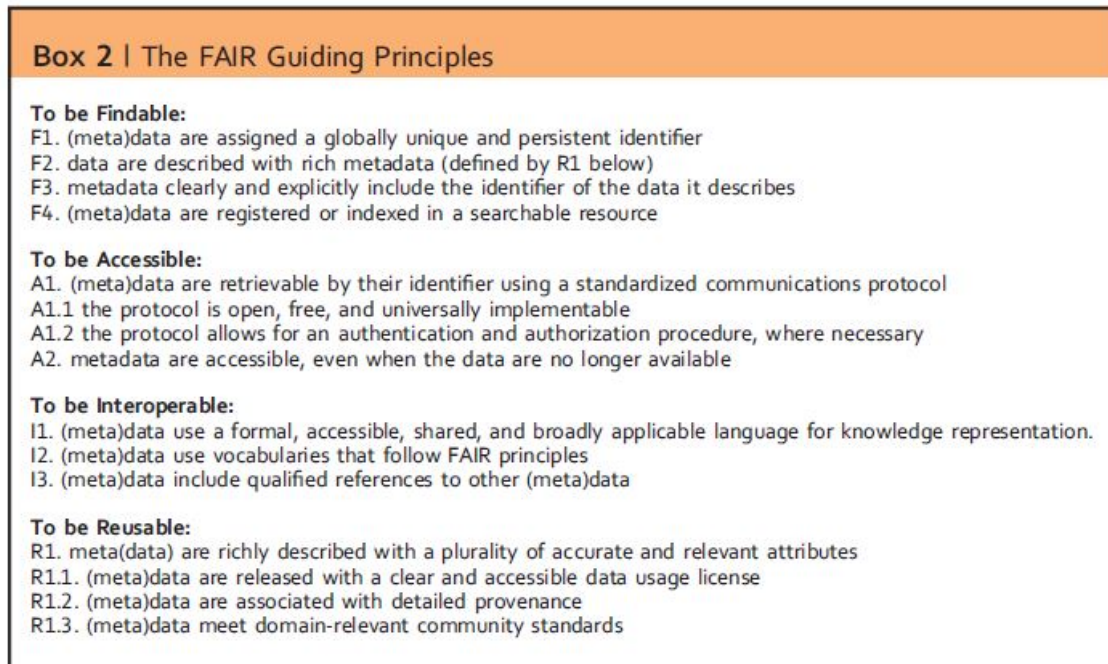 Box 2 | The FAIR Guiding Principles
To be Findable:
F1. (meta)data are assigned a globally unique and persistent identifier
F2. data are described with rich metadata (defined by R1 below)
F3. metadata clearly and explicitly include the identifier of the data it describes
F4. (meta)data are registered or indexed in a searchable resource
To be Accessible:
A1. (meta)data are retrievable by their identifier using a standardized communications protocol
A1.1 the protocol is open, free, and universally implementable
A1.2 the protocol allows for an authentication and authorization procedure, where necessary
A2. metadata are accessible, even when the data are no longer available
To be Interoperable:
I1. (meta)data use a formal, accessible, shared, and broadly applicable language for knowledge representation.
I2. (meta)data use vocabularies that follow FAIR principles
I3. (meta)data include qualified references to other (meta)data
To be Reusable:
R1. meta(data) are richly described with a plurality of accurate and relevant attributes
R1.1. (meta)data are released with a clear and accessible data usage license
R1.2. (meta)data are associated with detailed provenance
R1.3. (meta)data meet domain-relevant community standards